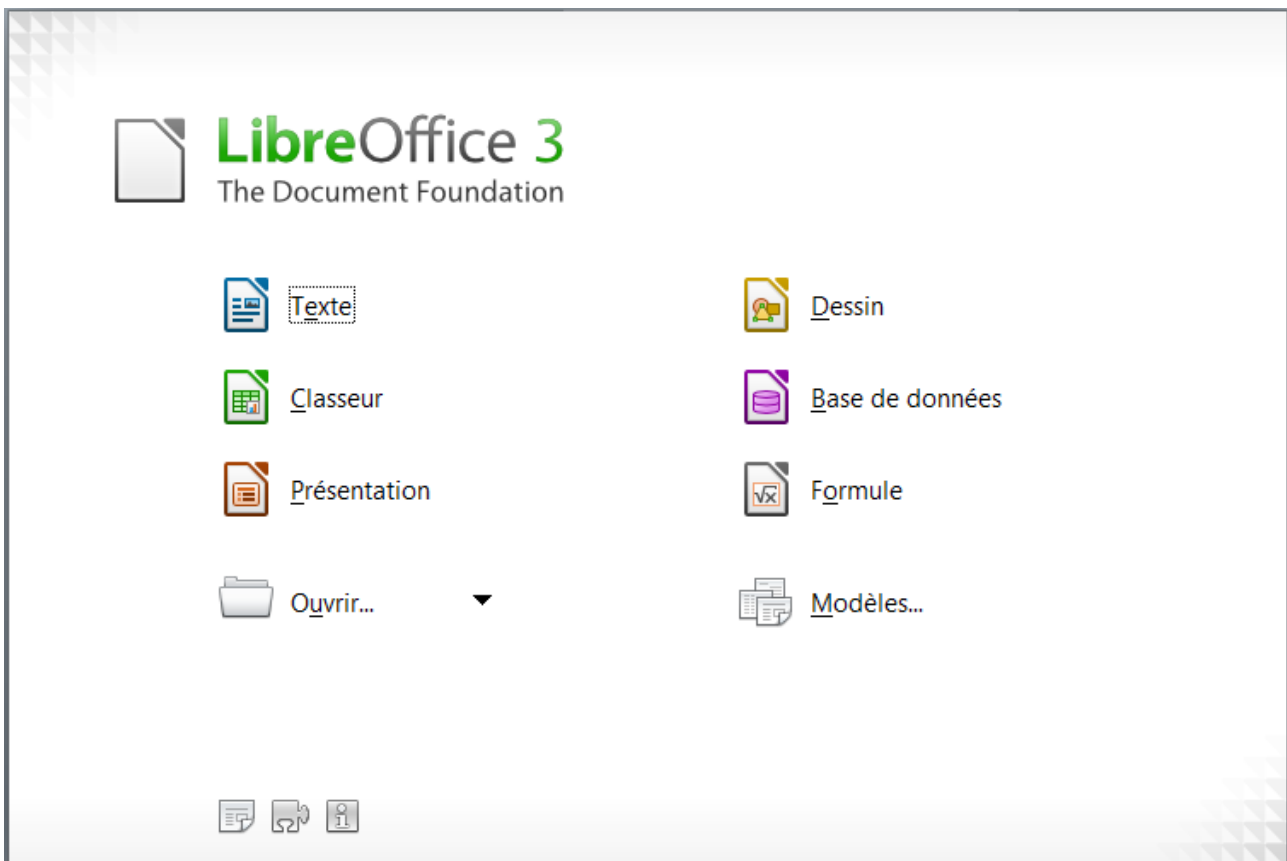 LibreOffice 3
The Document Foundation
Texte
Dessin
Classeur
Base de données
Présentation
Formule
Ouvrir...
Modèles...